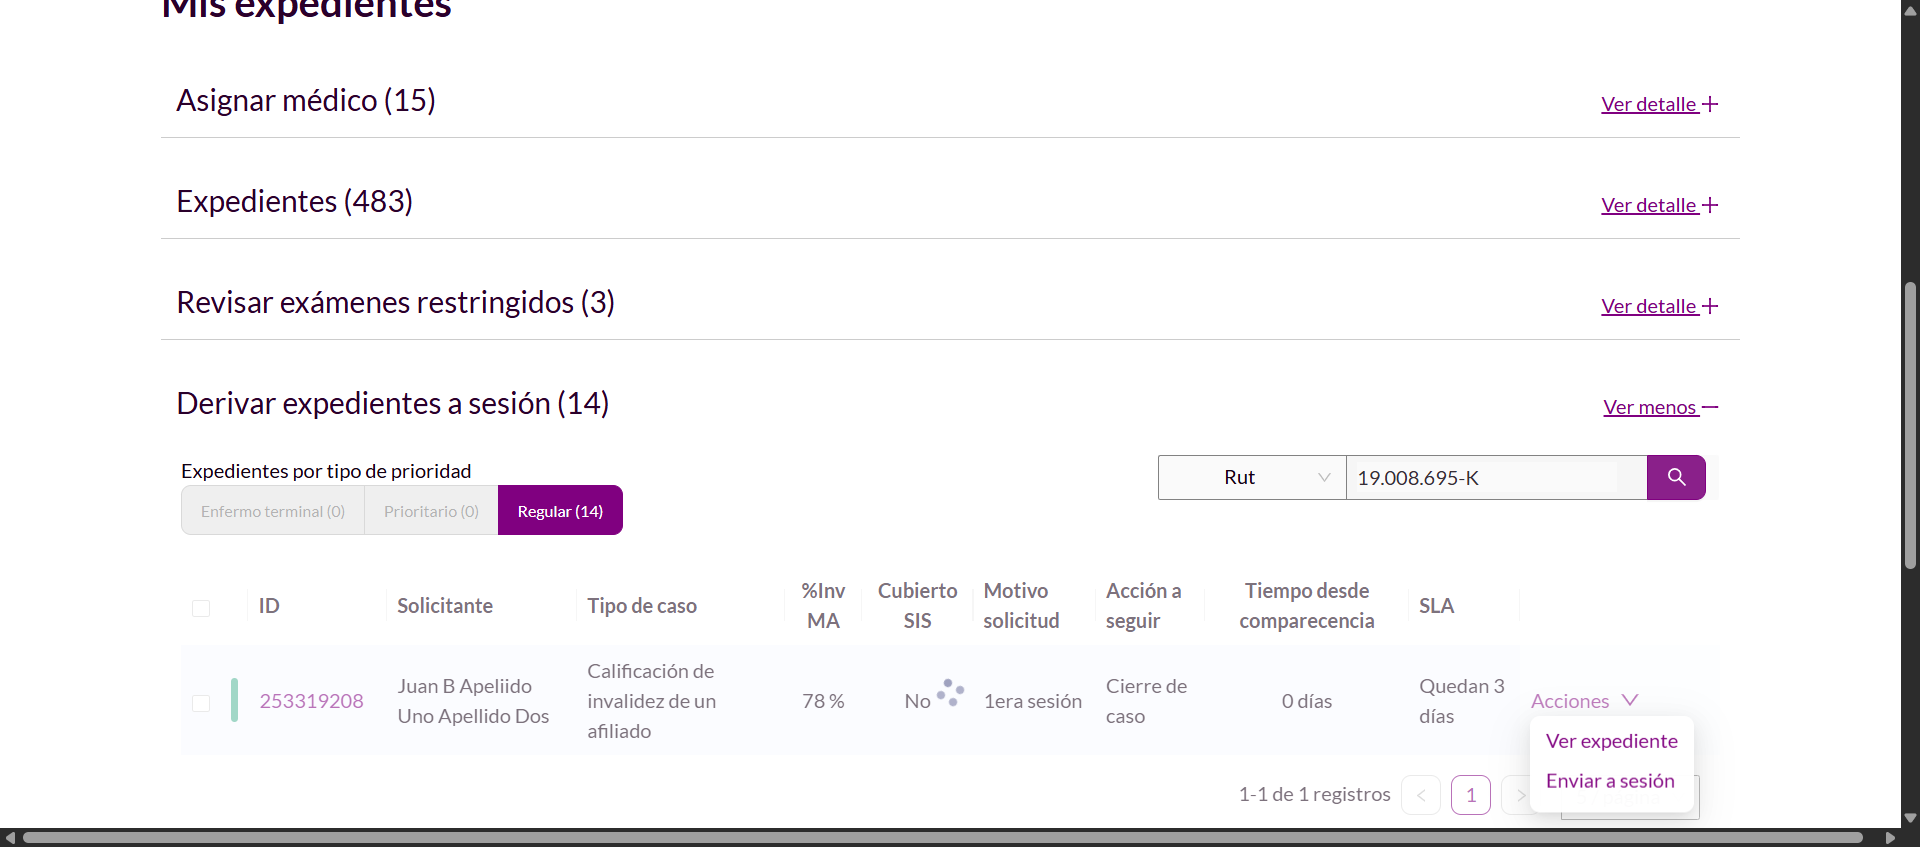 Mis expedientes
Asignar médico (15)
Ver detalle
Expedientes (483)
Ver detalle
Revisar exámenes restringidos (3)
Ver detalle
Derivar expedientes a sesión (14)
Ver menos
Expedientes por tipo de prioridad
Enfermo terminal (0)
Prioritario (0)
Regular (14)
Rut
19.008.695-K
ID
Solicitante
Tipo de caso
%Inv
MA
Cubierto
SIS
Motivo
solicitud
Acción a
seguir
Tiempo desde
comparecencia
SLA
253319208
Juan B Apeliido
Uno Apellido Dos
Calificación de
invalidez de un
afiliado
78 %
No
1era sesión
Cierre de
caso
0 días
Quedan 3
días
Acciones
Ver expediente
Enviar a sesión
1-1 de 1 registros
1